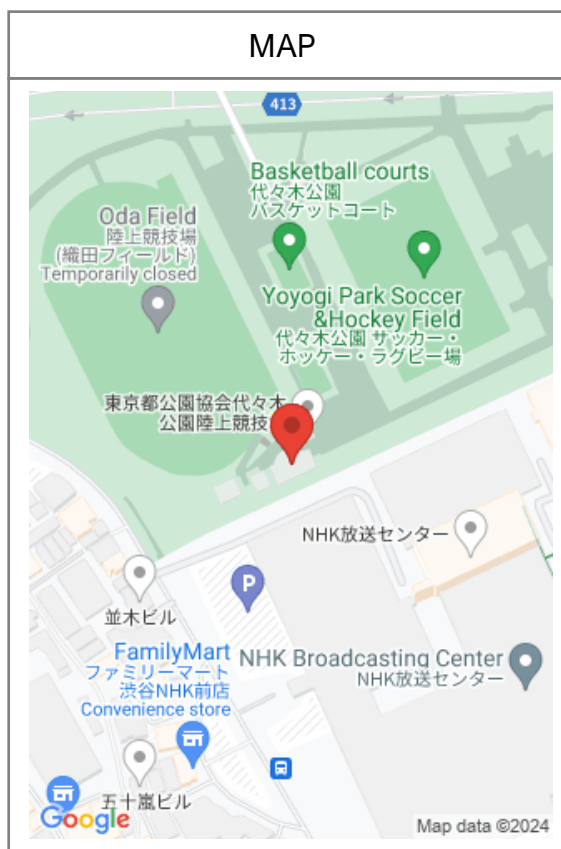 MAP
413
Basketball courts
代々木公園
バスケットコート
Oda Field
陸上競技場
(織田フィールド)
Temporarily closed
Yoyogi Park Soccer
&Hockey Field
代々木公園 サッカー・
ホッケー・ラグビー場
東京都公園協会代々木
公園陸上競技
NHK放送センター
P
並木ビル
FamilyMart
ファミリーマート
渋谷NHK前店
Convenience store
NHK Broadcasting Center
NHK放送センター
五十嵐ビル
Google
Map data ©2024